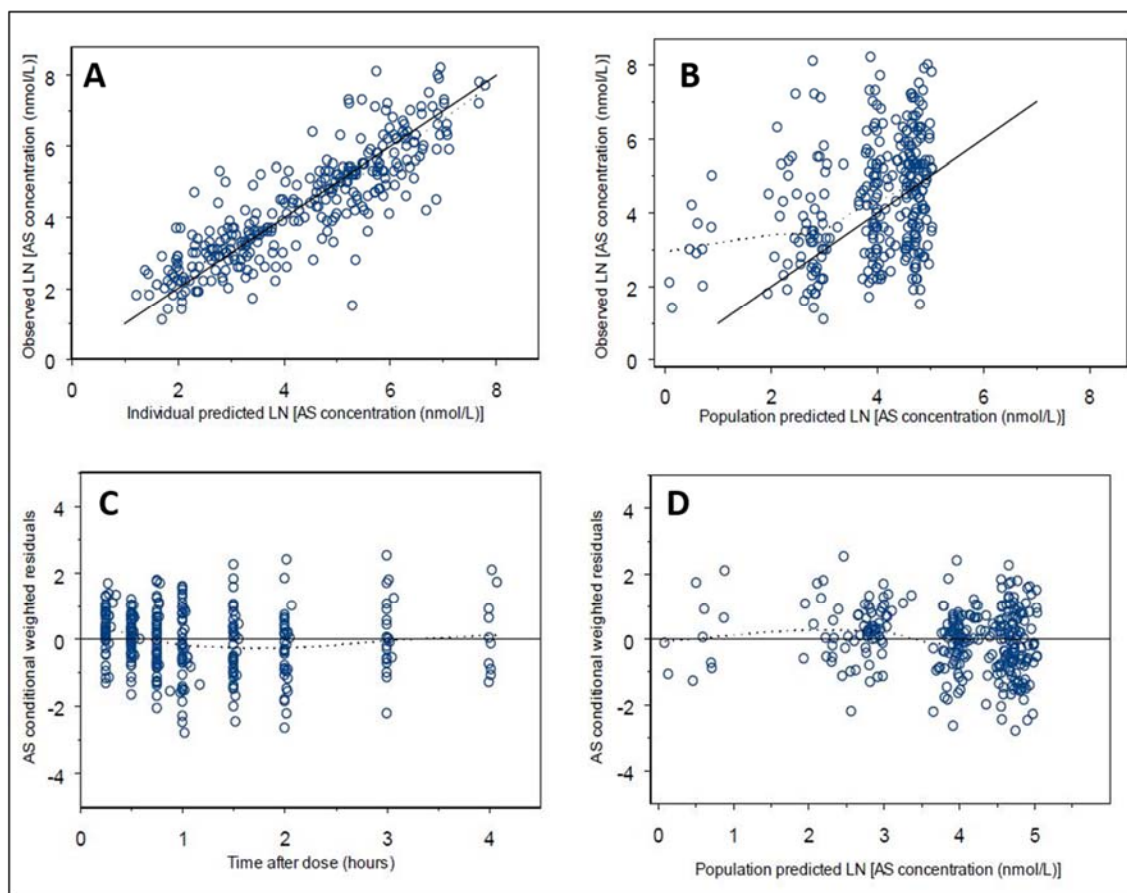 A
Observed LN [AS concentration (nmol/L)]
8
6
4
2
0
0 2 4 6 8
Individual predicted LN [AS concentration (nmol/L)]
B
Observed LN [AS concentration (nmol/L)]
8
6
4
2
0
0 2 4 6 8
Population predicted LN [AS concentration (nmol/L)]
C
AS conditional weighted residuals
4
2
0
-2
-4
0 1 2 3 4
Time after dose (hours)
D
AS conditional weighted residuals
4
2
0
-2
-4
0 1 2 3 4 5
Population predicted LN [AS concentration (nmol/L)]